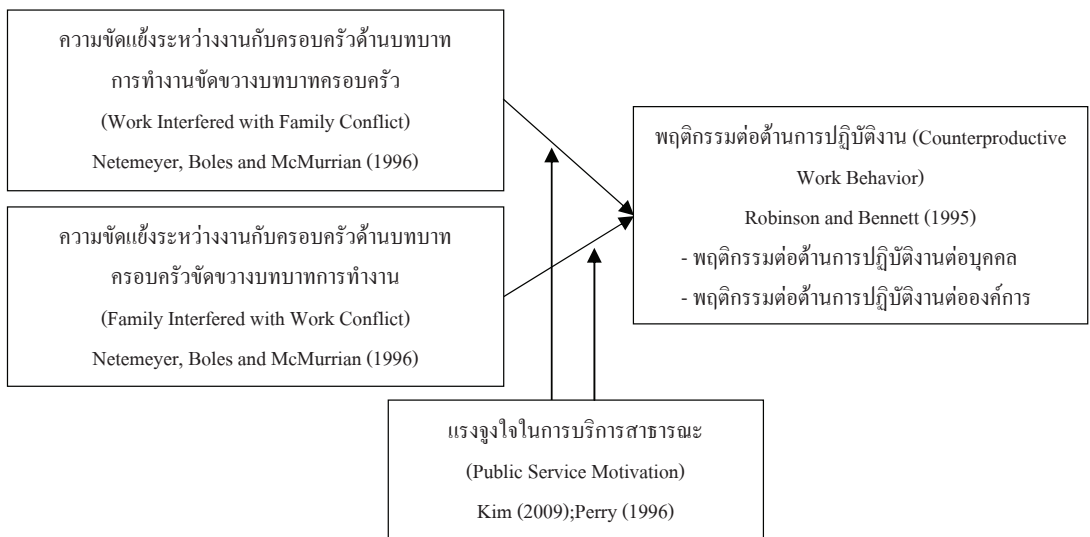 ความขัดแย้งระหว่างงานกับครอบครัวด้านบทบาท
การทำงานขัดขวางบทบาทครอบครัว
(Work Interfered with Family Conflict)
Netemeyer, Boles and McMurrian (1996)
ความขัดแย้งระหว่างงานกับครอบครัวด้านบทบาท
ครอบครัวขัดขวางบทบาทการทำงาน
(Family Interfered with Work Conflict)
Netemeyer, Boles and McMurrian (1996)
พฤติกรรมต่อต้านการปฏิบัติงาน (Counterproductive
Work Behavior)
Robinson and Bennett (1995)
- พฤติกรรมต่อต้านการปฏิบัติงานต่อบุคคล
- พฤติกรรมต่อต้านการปฏิบัติงานต่อองค์การ
แรงจูงใจในการบริการสาธารณะ
(Public Service Motivation)
Kim (2009);Perry (1996)